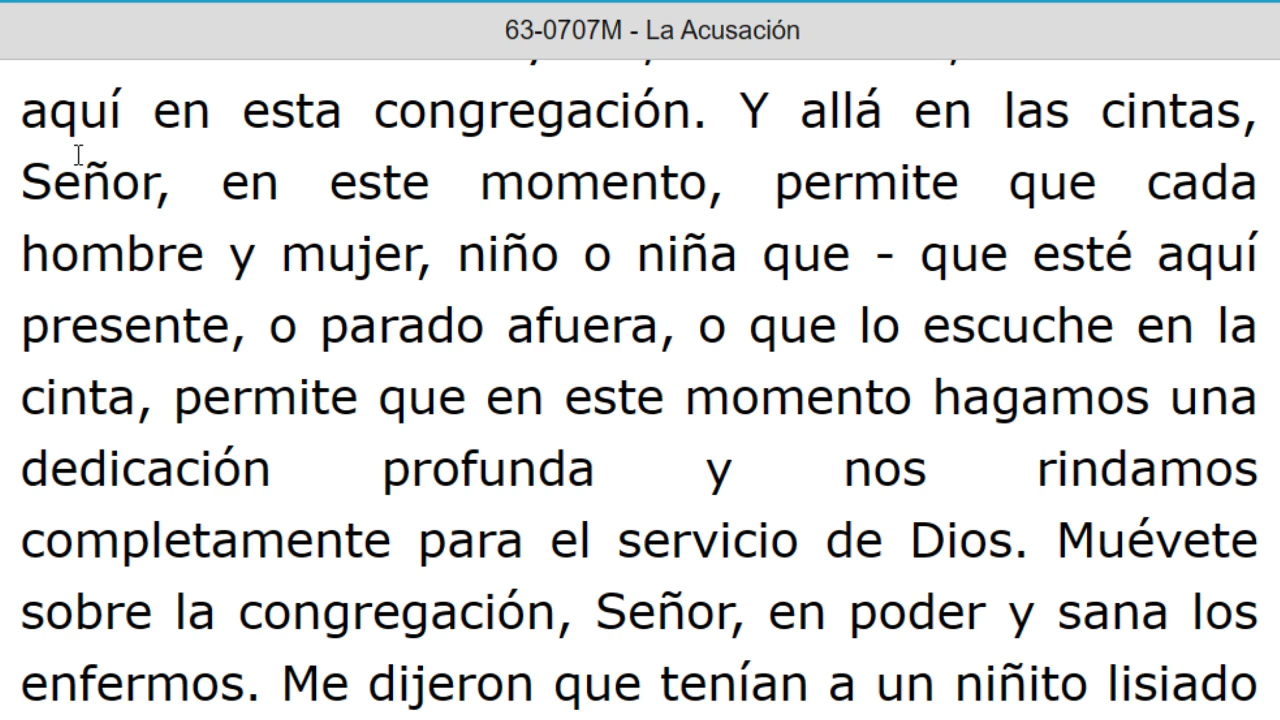 63-0707M - La Acusación
aquí en esta congregación. Y allá en las cintas,
Señor, en este momento, permite que cada
hombre y mujer, niño o niña que - que esté aquí
presente, o parado afuera, o que lo escuche en la
cinta, permite que en este momento hagamos una
dedicación profunda y nos rindamos
completamente para el servicio de Dios. Muévete
sobre la congregación, Señor, en poder y sana los
enfermos. Me dijeron que tenían a un niñito lisiado